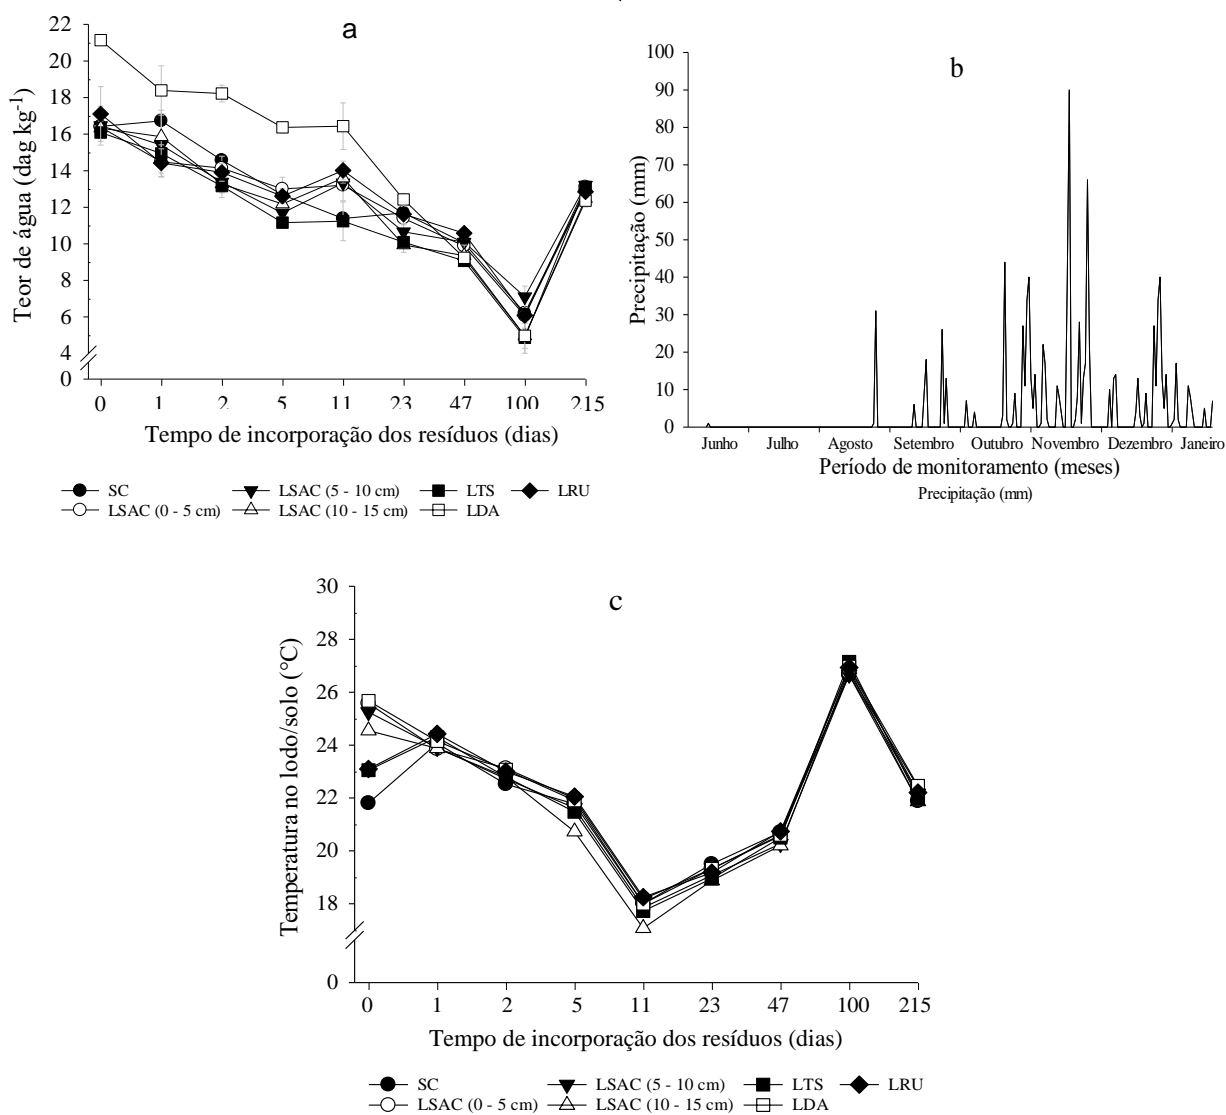 a
22
20
18
16
14
12
10
8
6
4
0
Teor de água (dag kg-1)
0 1 2 5 11 23 47 100 215
Tempo de incorporação dos resíduos (dias)
SC LSAC (5 - 10 cm) LTS LRU
LSAC (0 - 5 cm) LSAC (10 - 15 cm) LDA
b
100
90
80
70
60
50
40
30
20
10
0
Precipitação (mm)
Junho Julho Agosto Setembro Outubro Novembro Dezembro Janeiro
Período de monitoramento (meses)
Precipitação (mm)
c
30
28
26
24
22
20
18
0
Temperatura no lodo/solo (°C)
0 1 2 5 11 23 47 100 215
Tempo de incorporação dos resíduos (dias)
SC LSAC (5 - 10 cm) LTS LRU
LSAC (0 - 5 cm) LSAC (10 - 15 cm) LDA